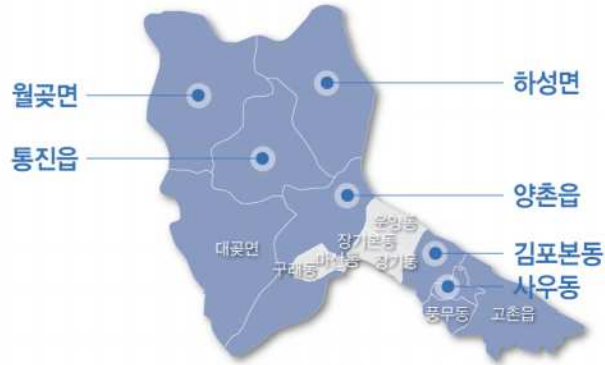 월곶면
하성면
통진읍
양촌읍
운양동
장기본동
대곶면
구래동
마산동
장기동
김포본동
사우동
풍무동
고촌읍